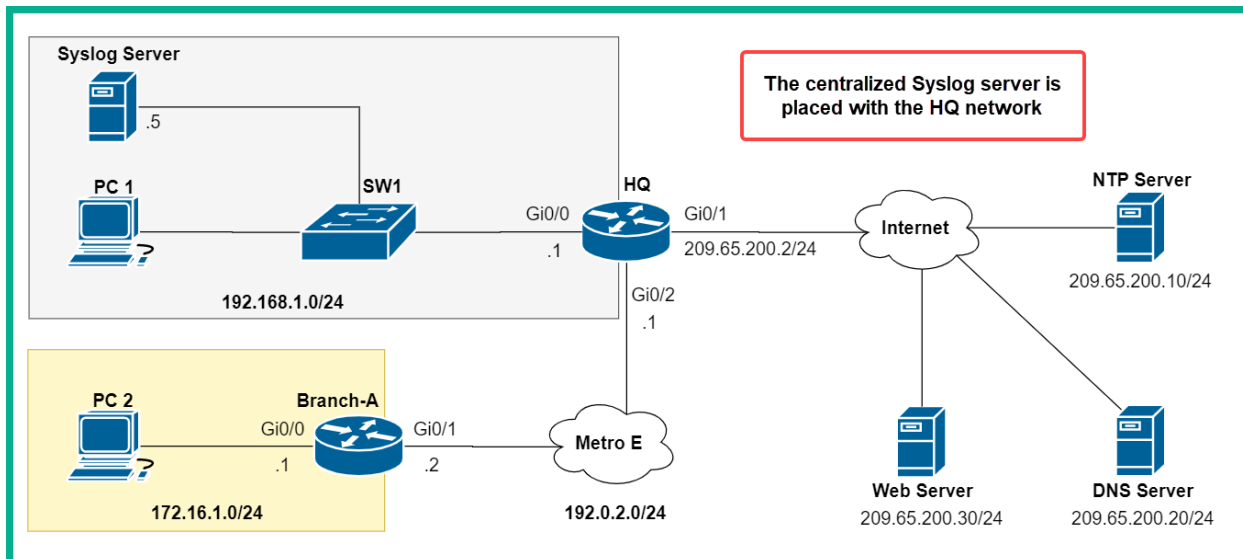 Syslog Server
.5
The centralized Syslog server is
placed with the HQ network
PC 1
SW1
HQ
NTP Server
Gi0/0
Gi0/1
Internet
.1
209.65.200.2/24
209.65.200.10/24
192.168.1.0/24
Gi0/2
.1
PC 2
Branch-A
Gi0/0
Gi0/1
Metro E
.1
.2
Web Server
DNS Server
172.16.1.0/24
192.0.2.0/24
209.65.200.30/24
209.65.200.20/24